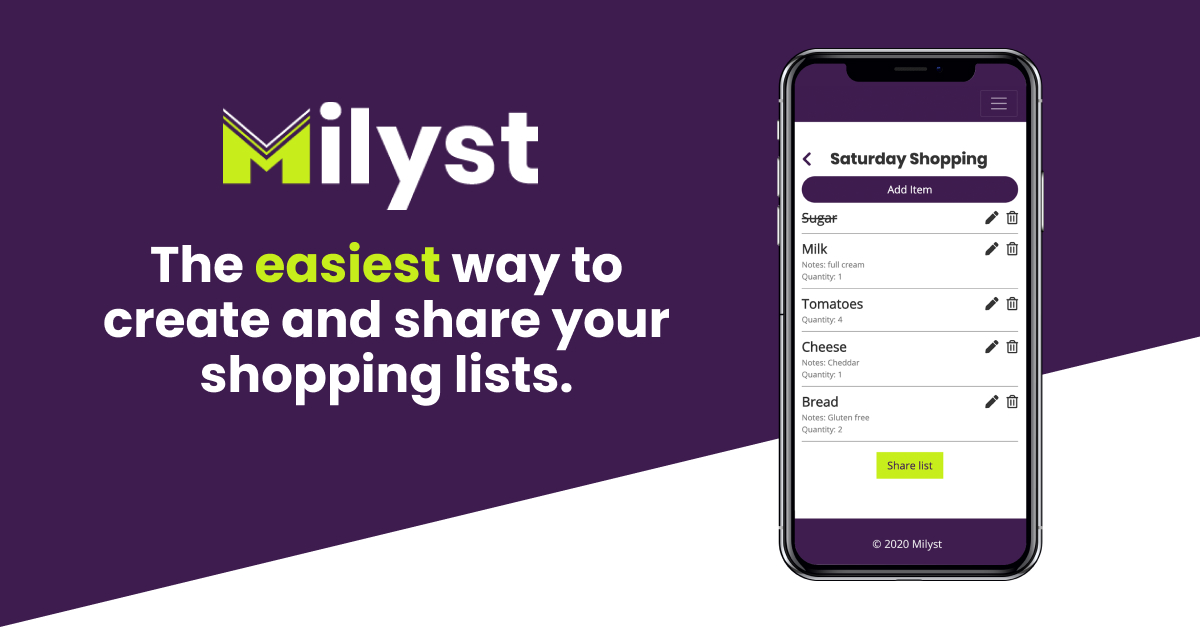 Milyst
The easiest way to
create and share your
shopping lists.
Saturday Shopping
Add Item
Sugar
Milk
Notes: full cream
Quantity: 1
Tomatoes
Quantity: 4
Cheese
Notes: Cheddar
Quantity: 1
Bread
Notes: Gluten free
Quantity: 2
Share list
© 2020 Milyst